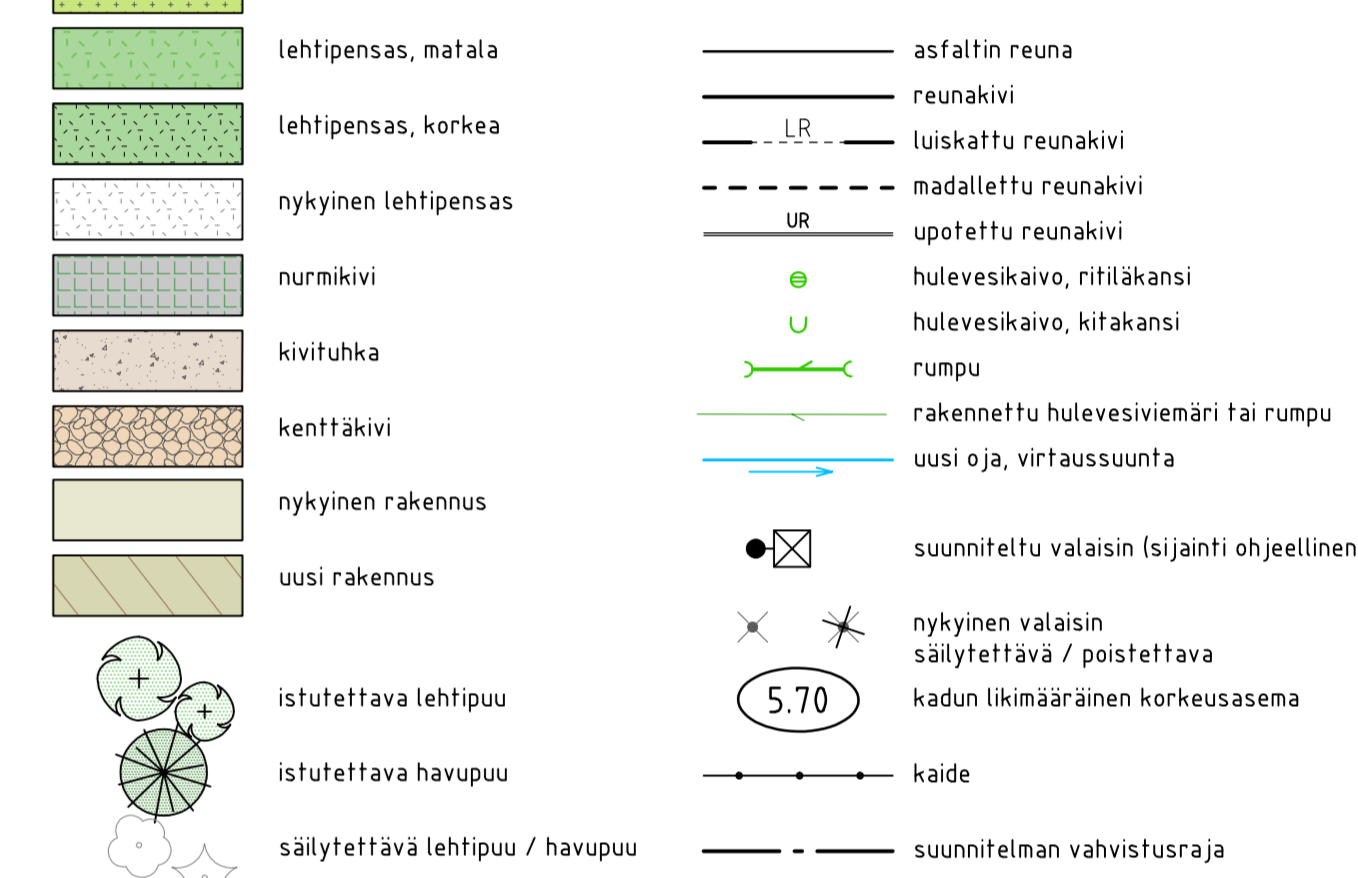 lehtipensas, matala
lehtipensas, korkea
nykyinen lehtipensas
nurmikivi
kivituhka
kenttäkivi
nykyinen rakennus
uusi rakennus
istutettava lehtipuu
istutettava havupuu
säilytettävä lehtipuu / havupuu
asfaltin reuna
reunakivi
LR
luiskattu reunakivi
madallettu reunakivi
UR
upotettu reunakivi
hulevesikaivo, ritiläkansi
hulevesikaivo, kitakansi
rumpu
rakennettu hulevesiviemäri tai rumpu
uusi oja, virtaussuunta
suunniteltu valaisin (sijainti ohjeellinen
nykyinen valaisin
säilytettävä / poistettava
5.70
kadun likimääräinen korkeusasema
kaide
suunnitelman vahvistusraja